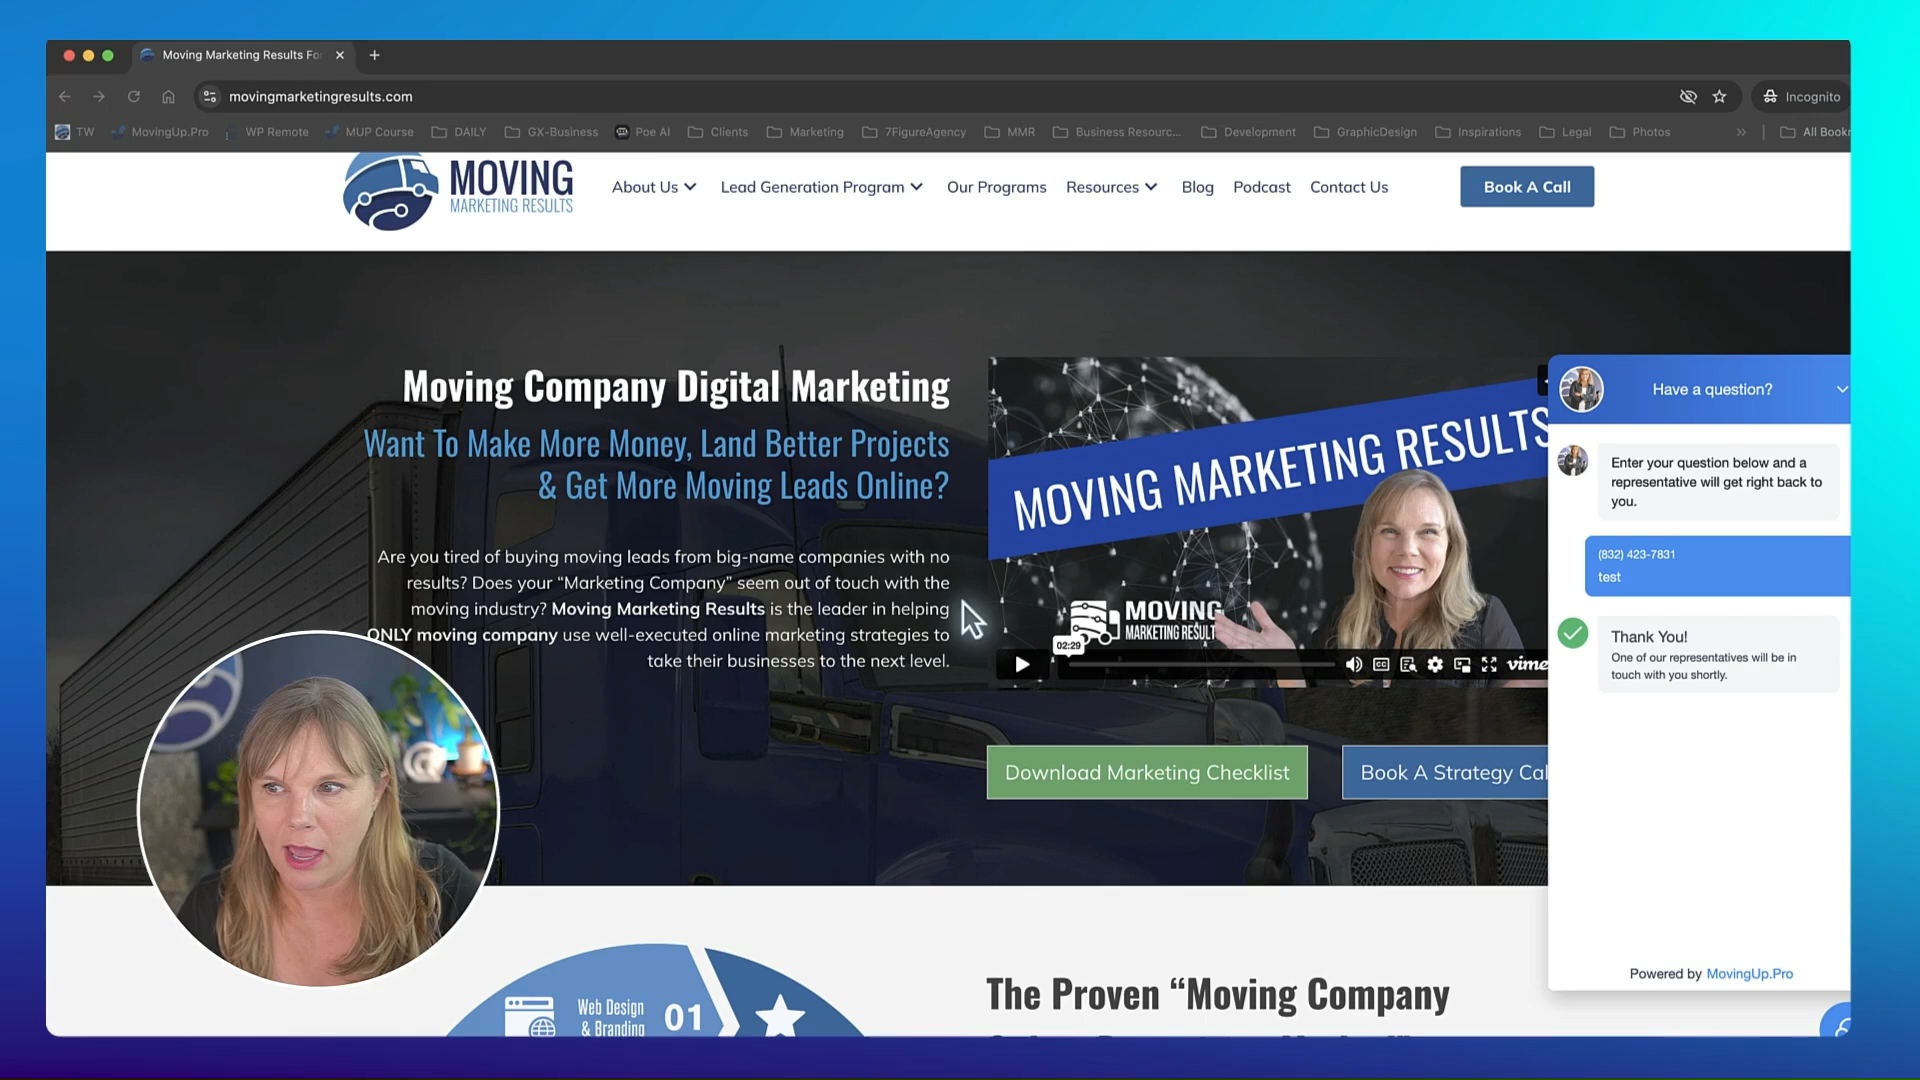 Moving Marketing Results Fo
movingmarketingresults.com
Incognito
TW
MovingUp.Pro
WP Remote
MUP Course
DAILY
GX-Business
Poe AI
Clients
Marketing
7FigureAgency
MMR
Business Resourc...
Development
GraphicDesign
Inspirations
Legal
Photos
»
All Bookr
MOVING
MARKETING RESULTS
About Us
Lead Generation Program
Our Programs
Resources
Blog
Podcast
Contact Us
Book A Call
Moving Company Digital Marketing
Want To Make More Money, Land Better Projects
& Get More Moving Leads Online?
Are you tired of buying moving leads from big-name companies with no
results? Does your “Marketing Company” seem out of touch with the
moving industry? Moving Marketing Results is the leader in helping
ONLY moving company use well-executed online marketing strategies to
take their businesses to the next level.
MOVING MARKETING RESULTS
MOVING
MARKETING RESULT
02:29
CC
vime
Download Marketing Checklist
Book A Strategy Cal
Have a question?
Enter your question below and a
representative will get right back to
you.
(832) 423-7831
test
Thank You!
One of our representatives will be in
touch with you shortly.
Powered by MovingUp.Pro
Web Design
& Branding
01
The Proven “Moving Company